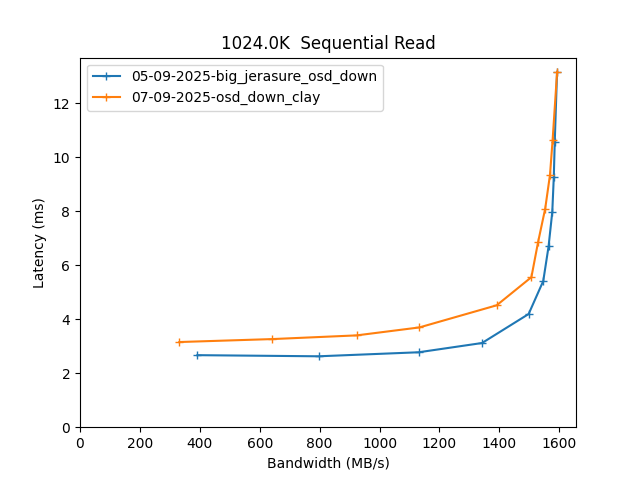 1024.0K  Sequential Read
05-09-2025-big_jerasure_osd_down
07-09-2025-osd_down_clay
Latency (ms)
12
10
8
6
4
2
0
0 200 400 600 800 1000 1200 1400 1600
Bandwidth (MB/s)